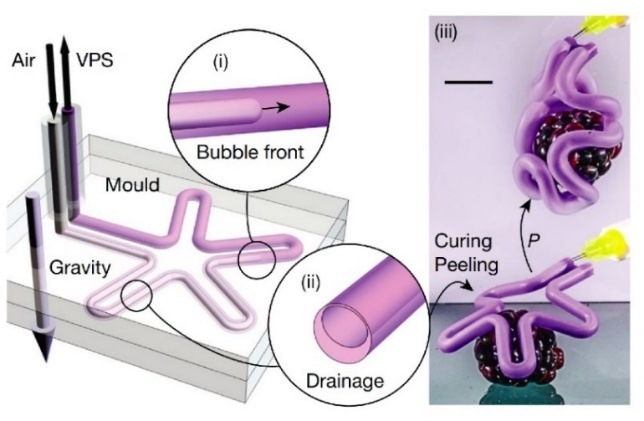 Air
VPS
(i)
Bubble front
Mould
Gravity
(ii)
Drainage
Curing
Peeling
(iii)
P